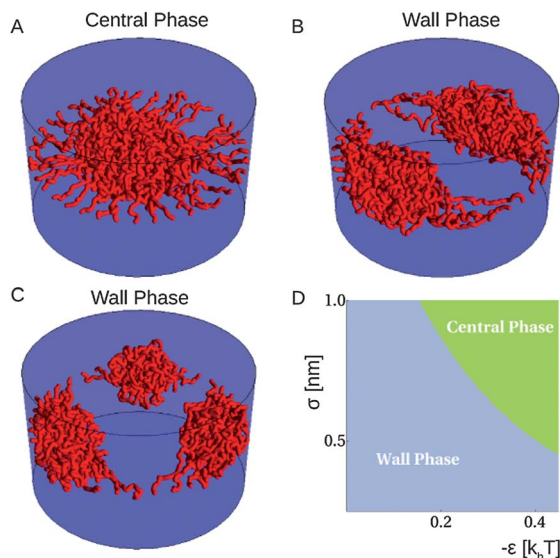 A
Central Phase
B
Wall Phase
C
Wall Phase
D
1.0
Central Phase
σ [nm]
0.5
Wall Phase
0.2
0.4
-ε [kbT]